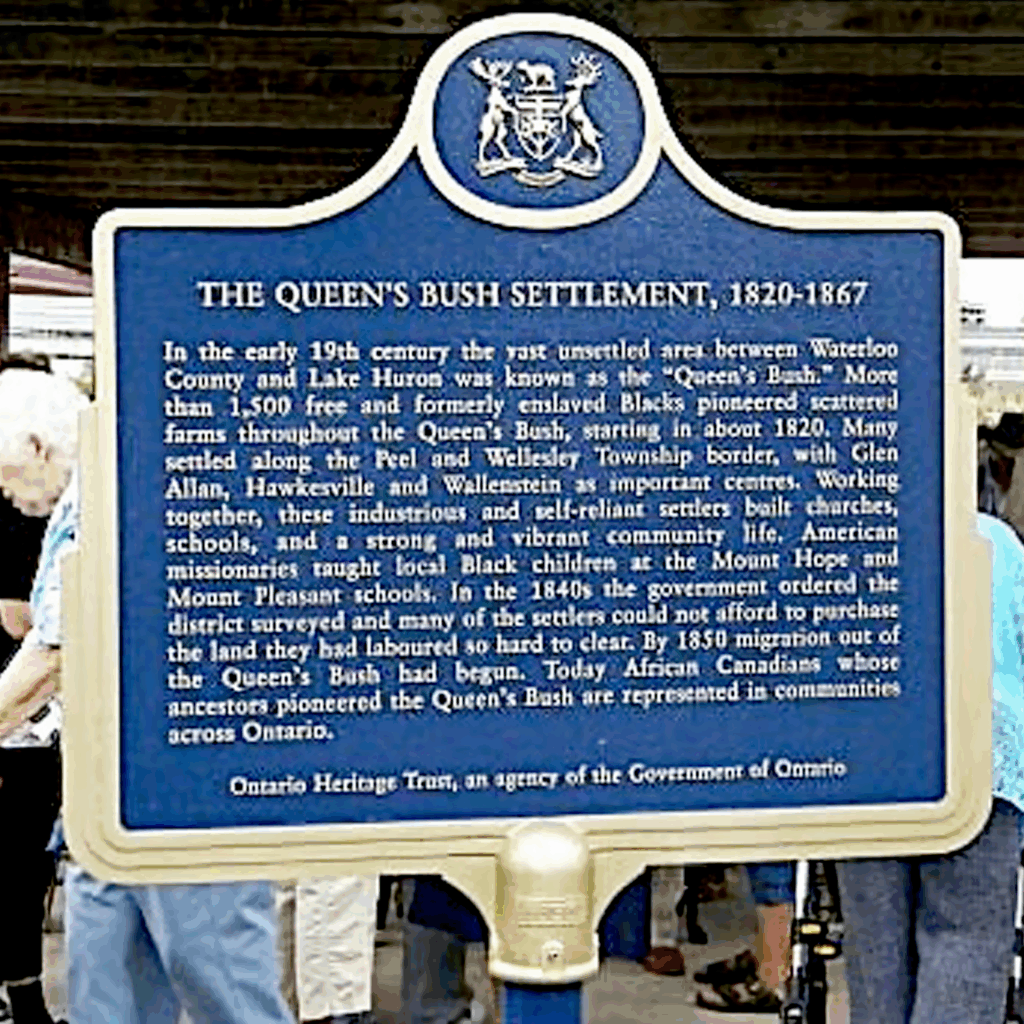 THE QUEEN'S BUSH SETTLEMENT, 1820-1867
In the early 19th century the vast unsettled area between Waterloo
County and Lake Huron was known as the "Queen's Bush." More
than 1,500 free and formerly enslaved Blacks pioneered scattered
farms throughout the Queen's Bush, starting in about 1820. Many
settled along the Peel and Wellesley Township border, with Glen
Allan, Hawkesville and Wallenstein as important centres. Working
together, these industrious and self-reliant settlers built churches,
schools, and a strong and vibrant community life. American
missionaries taught local Black children at the Mount Hope and
Mount Pleasant schools. In the 1840s the government ordered the
district surveyed and many of the settlers could not afford to purchase
the land they had laboured so hard to clear. By 1850 migration out of
the Queen's Bush had begun. Today African Canadians whose
ancestors pioneered the Queen's Bush are represented in communities
across Ontario.
Ontario Heritage Trust, an agency of the Government of Ontario